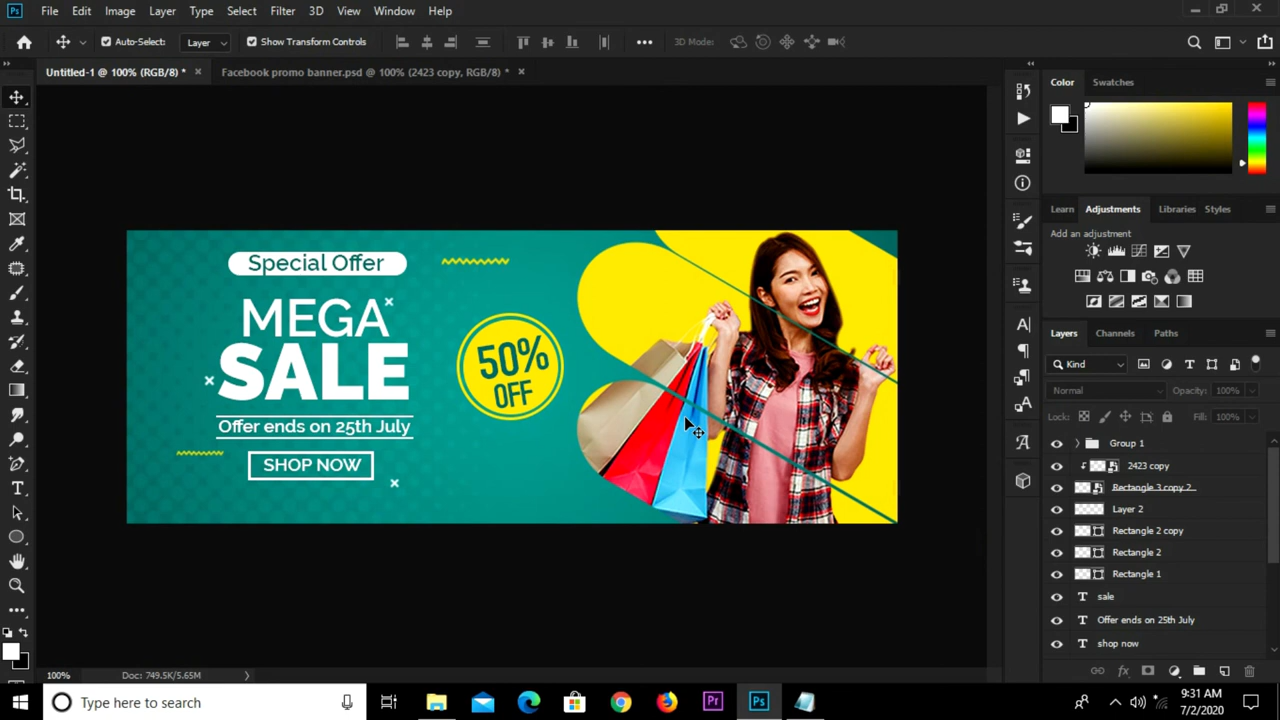 Ps File Edit Image Layer Type Select Filter 3D View Window Help
Auto-Select: Layer Show Transform Controls 3D Mode:
Untitled-1 @ 100% (RGB/8) * × Facebook promo banner.psd @ 100% (2423 copy, RGB/8) * ×
Color Swatches
Learn Adjustments Libraries Styles
Add an adjustment
Layers Channels Paths
Kind
Normal Opacity: 100%
Lock: Fill: 100%
Group 1
2423 copy
Rectangle 3 copy 2
Layer 2
Rectangle 2 copy
Rectangle 2
Rectangle 1
sale
Offer ends on 25th July
shop now
Special Offer
MEGA
SALE
Offer ends on 25th July
SHOP NOW
50%
OFF
100% Doc: 749.5K/5.65M
Type here to search
Pr Ps
9:31 AM
7/2/2020